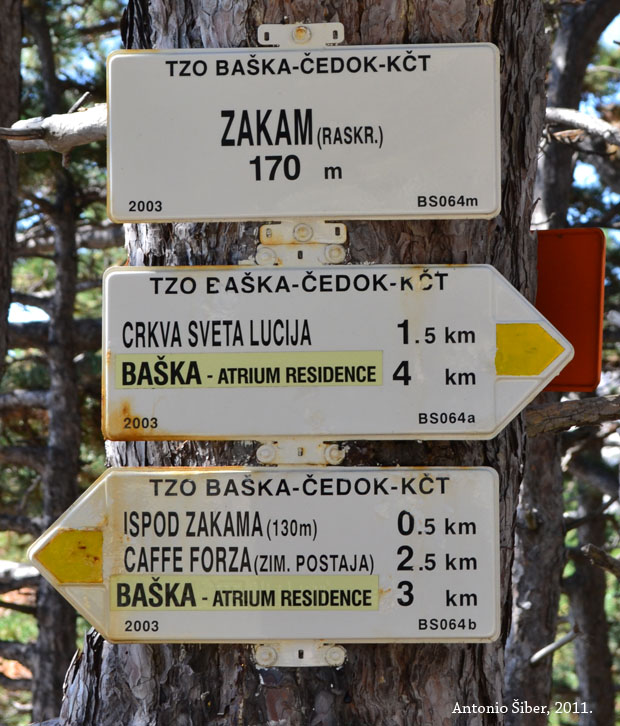 TZO BAŠKA-ČEDOK-KČT
ZAKAM (RASKR.)
170 m
2003 BS064m
TZO BAŠKA-ČEDOK-KČT
CRKVA SVETA LUCIJA 1.5 km
BAŠKA - ATRIUM RESIDENCE 4 km
2003 BS064a
TZO BAŠKA-ČEDOK-KČT
ISPOD ZAKAMA (130m) 0.5 km
CAFFE FORZA (ZIM. POSTAJA) 2.5 km
BAŠKA - ATRIUM RESIDENCE 3 km
2003 BS064b
Antonio Šiber, 2011.